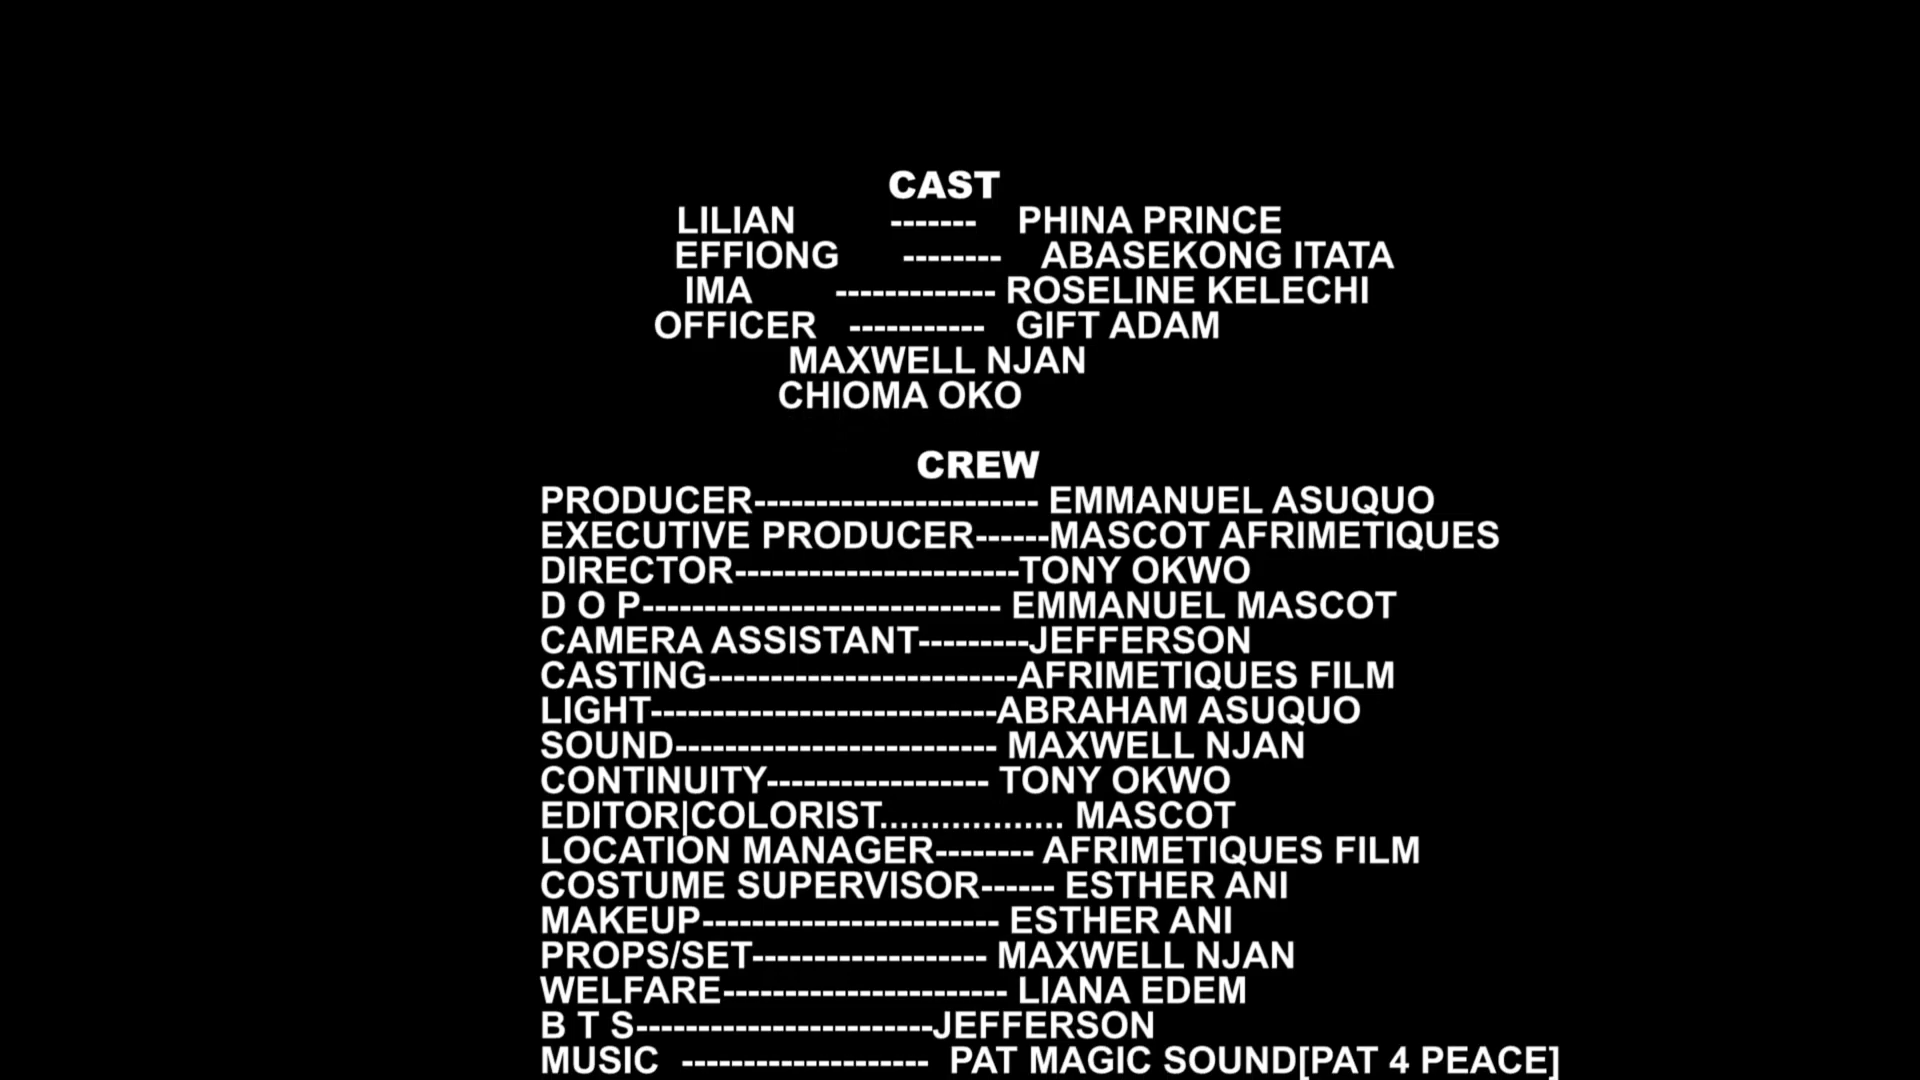 CAST
LILIAN ------- PHINA PRINCE
EFFIONG -------- ABASEKONG ITATA
IMA ------------- ROSELINE KELECHI
OFFICER ----------- GIFT ADAM
MAXWELL NJAN
CHIOMA OKO
CREW
PRODUCER----------------------- EMMANUEL ASUQUO
EXECUTIVE PRODUCER------MASCOT AFRIMETIQUES
DIRECTOR-----------------------TONY OKWO
D O P----------------------------- EMMANUEL MASCOT
CAMERA ASSISTANT---------JEFFERSON
CASTING-------------------------AFRIMETIQUES FILM
LIGHT----------------------------ABRAHAM ASUQUO
SOUND-------------------------- MAXWELL NJAN
CONTINUITY------------------ TONY OKWO
EDITOR|COLORIST.................. MASCOT
LOCATION MANAGER-------- AFRIMETIQUES FILM
COSTUME SUPERVISOR------ ESTHER ANI
MAKEUP------------------------ ESTHER ANI
PROPS/SET------------------- MAXWELL NJAN
WELFARE----------------------- LIANA EDEM
B T S------------------------JEFFERSON
MUSIC -------------------- PAT MAGIC SOUND[PAT 4 PEACE]